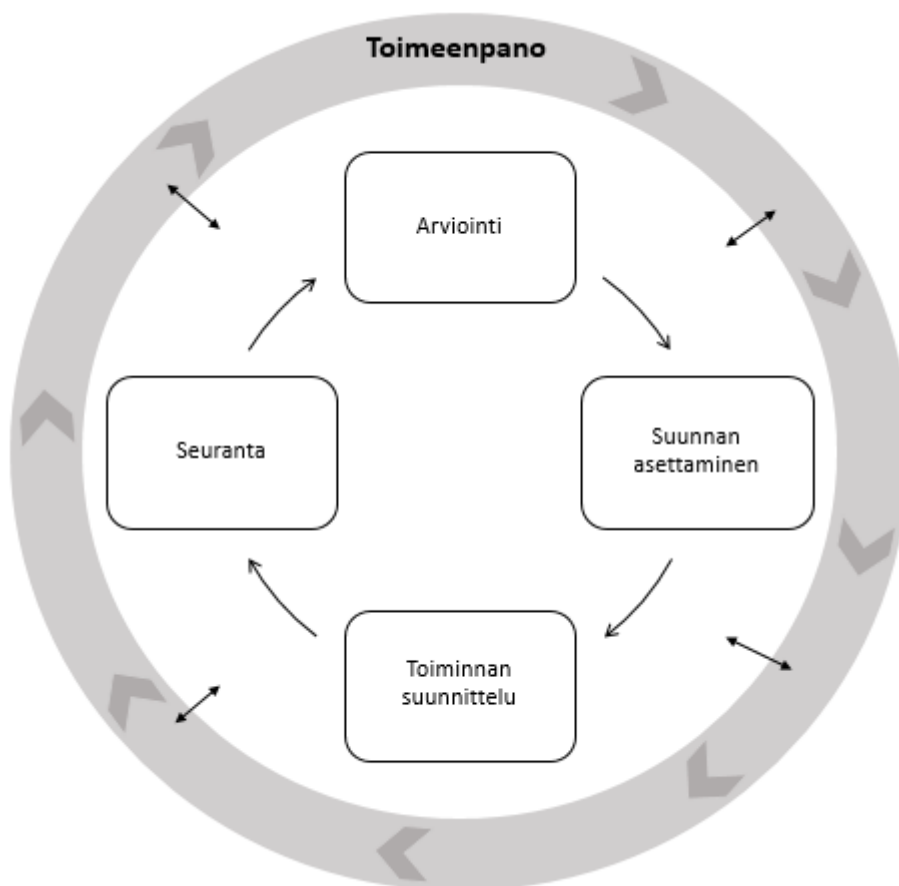 Toimeenpano
Arviointi
Seuranta
Suunnan
asettaminen
Toiminnan
suunnittelu